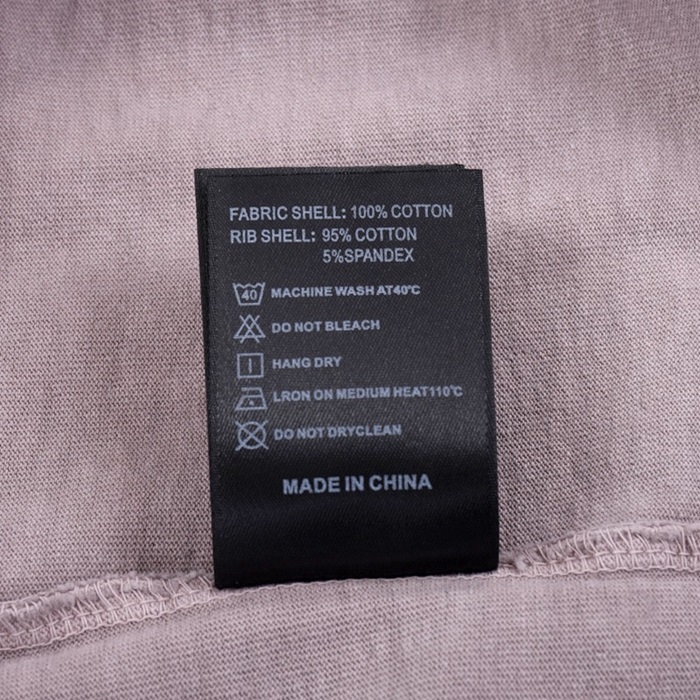 FABRIC SHELL: 100% COTTON
RIB SHELL: 95% COTTON
5%SPANDEX
40 MACHINE WASH AT40℃
DO NOT BLEACH
HANG DRY
LRON ON MEDIUM HEAT110℃
DO NOT DRYCLEAN
MADE IN CHINA